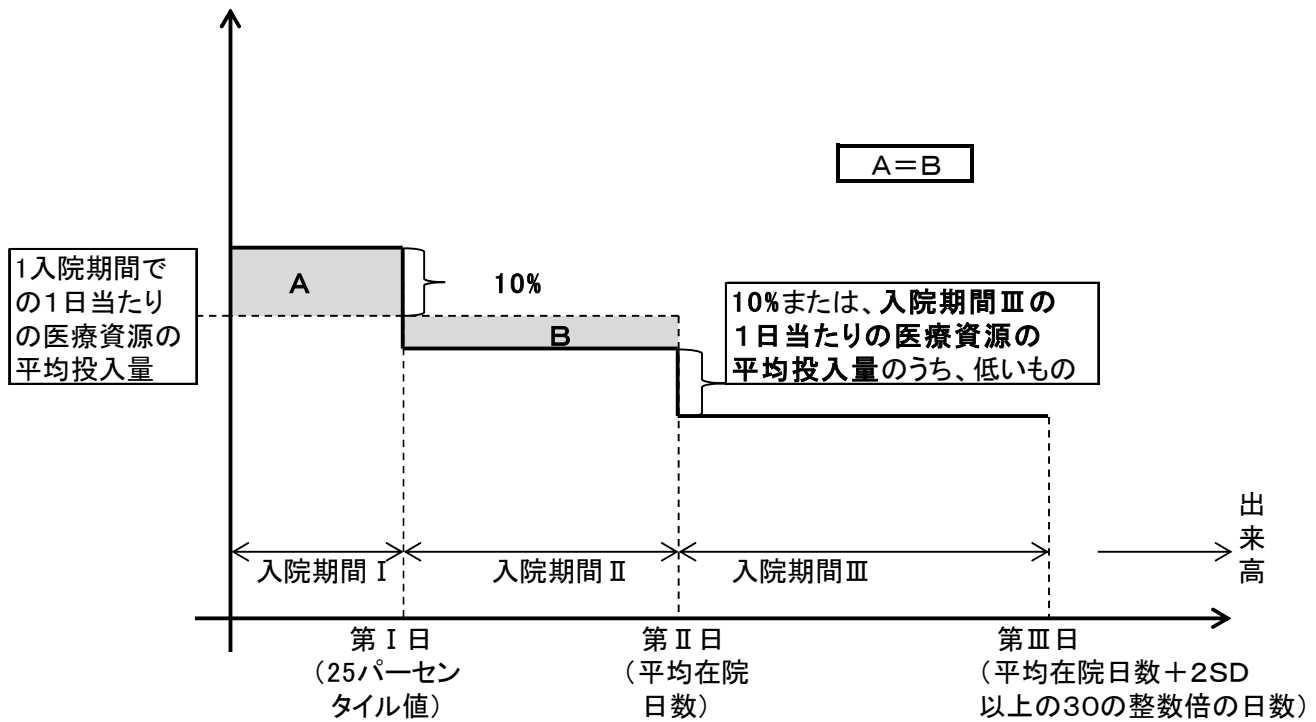 A=B
1入院期間で
の1日当たり
の医療資源の
平均投入量
A
10%
B
10%または、入院期間Ⅲの
1日当たりの医療資源の
平均投入量のうち、低いもの
出
来
高
入院期間Ⅰ
入院期間Ⅱ
入院期間Ⅲ
第Ⅰ日
(25パーセン
タイル値)
第Ⅱ日
(平均在院
日数)
第Ⅲ日
(平均在院日数+2SD
以上の30の整数倍の日数)